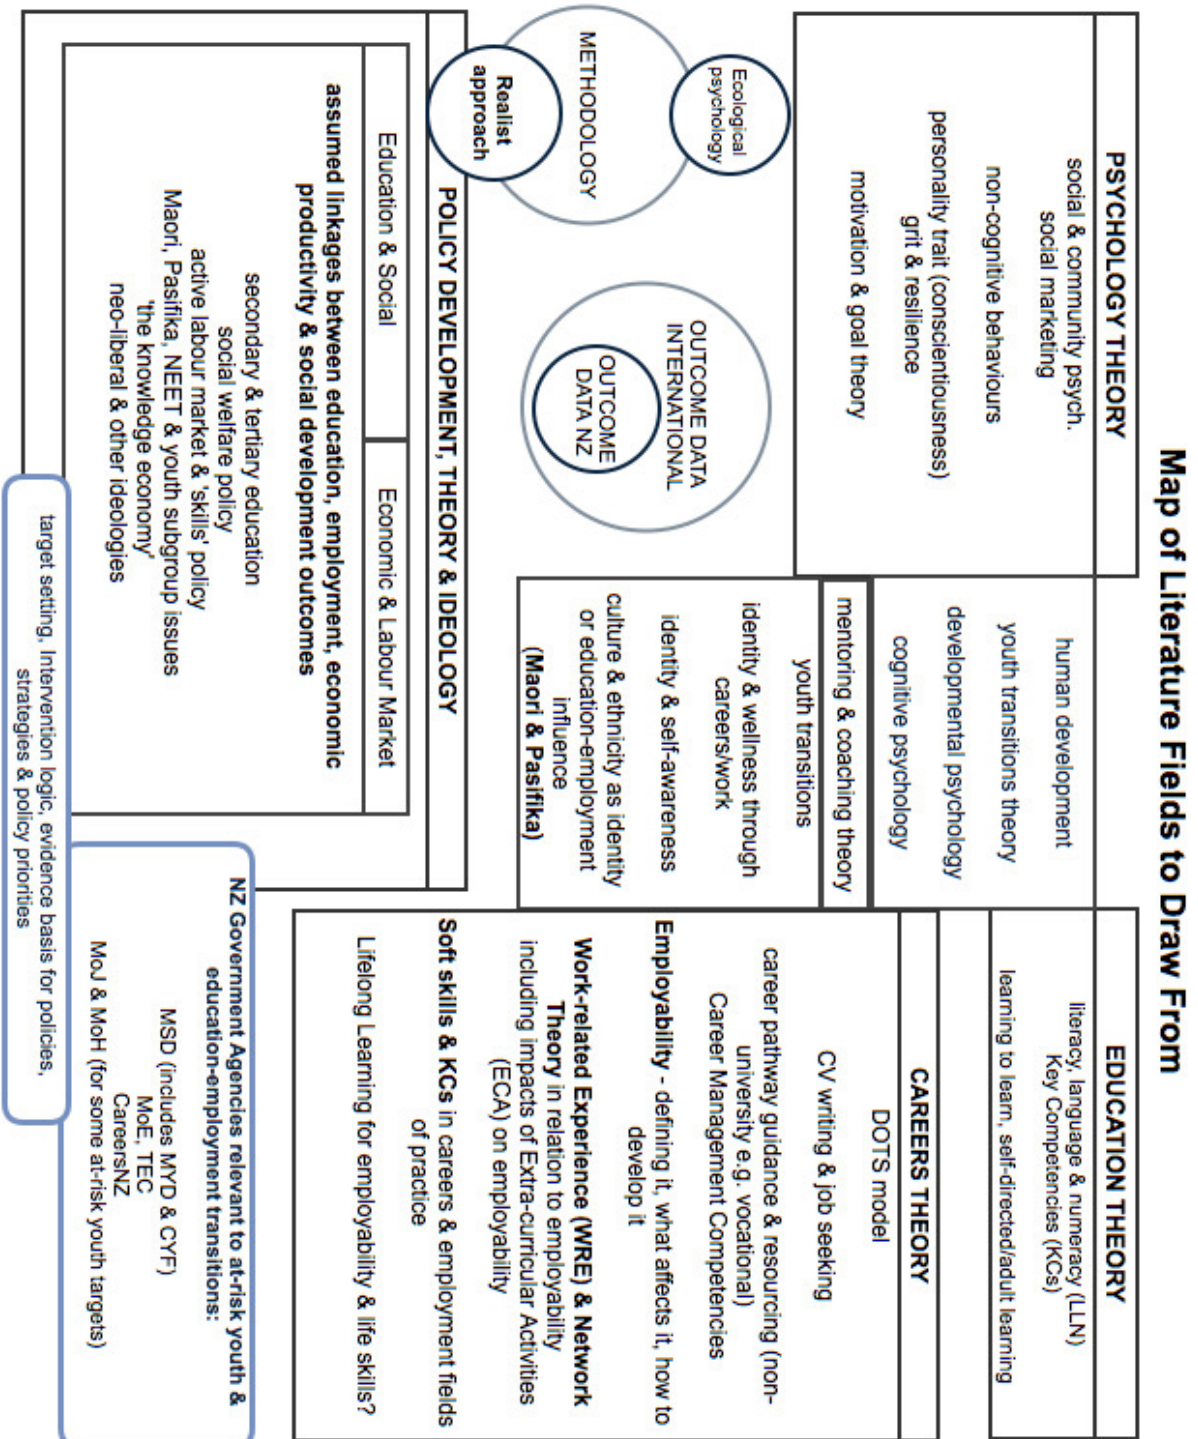 Map of Literature Fields to Draw From
PSYCHOLOGY THEORY
social & community psych.
social marketing
non-cognitive behaviours
personality trait (conscientiousness)
grit & resilience
motivation & goal theory
human development
youth transitions theory
developmental psychology
cognitive psychology
EDUCATION THEORY
literacy, language & numeracy (LLN)
Key Competencies (KCs)
learning to learn, self-directed/adult learning
mentoring & coaching theory
youth transitions
identity & wellness through
careers/work
identity & self-awareness
culture & ethnicity as identity
or education-employment
influence
(Maori & Pasifika)
CAREERS THEORY
DOTS model
CV writing & job seeking
career pathway guidance & resourcing (non-
university e.g. vocational)
Career Management Competencies
Employability - defining it, what affects it, how to
develop it
Work-related Experience (WRE) & Network
Theory in relation to employability
including impacts of Extra-curricular Activities
(ECA) on employability
Soft skills & KCs in careers & employment fields
of practice
Lifelong Learning for employability & life skills?
Ecological
psychology
METHODOLOGY
Realist
approach
OUTCOME DATA
INTERNATIONAL
OUTCOME
DATA NZ
POLICY DEVELOPMENT, THEORY & IDEOLOGY
Education & Social
Economic & Labour Market
assumed linkages between education, employment, economic
productivity & social development outcomes
secondary & tertiary education
social welfare policy
active labour market & 'skills' policy
Maori, Pasifika, NEET & youth subgroup issues
'the knowledge economy'
neo-liberal & other ideologies
NZ Government Agencies relevant to at-risk youth &
education-employment transitions:
MSD (includes MYD & CYF)
MoE, TEC
CareersNZ
MoJ & MoH (for some at-risk youth targets)
target setting, Intervention logic, evidence basis for policies,
strategies & policy priorities